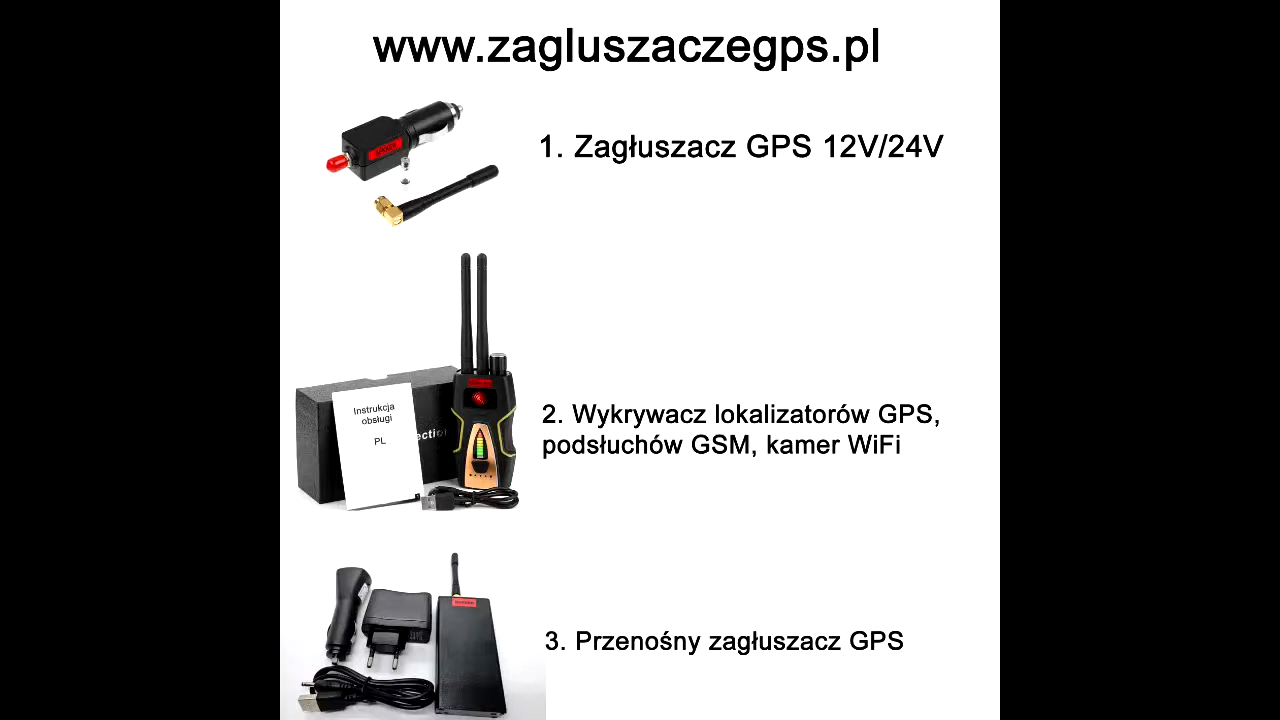 www.zagluszaczegps.pl
1. Zagłuszacz GPS 12V/24V
Instrukcja
obsługi
PL
ection
2. Wykrywacz lokalizatorów GPS,
podsłuchów GSM, kamer WiFi
3. Przenośny zagłuszacz GPS